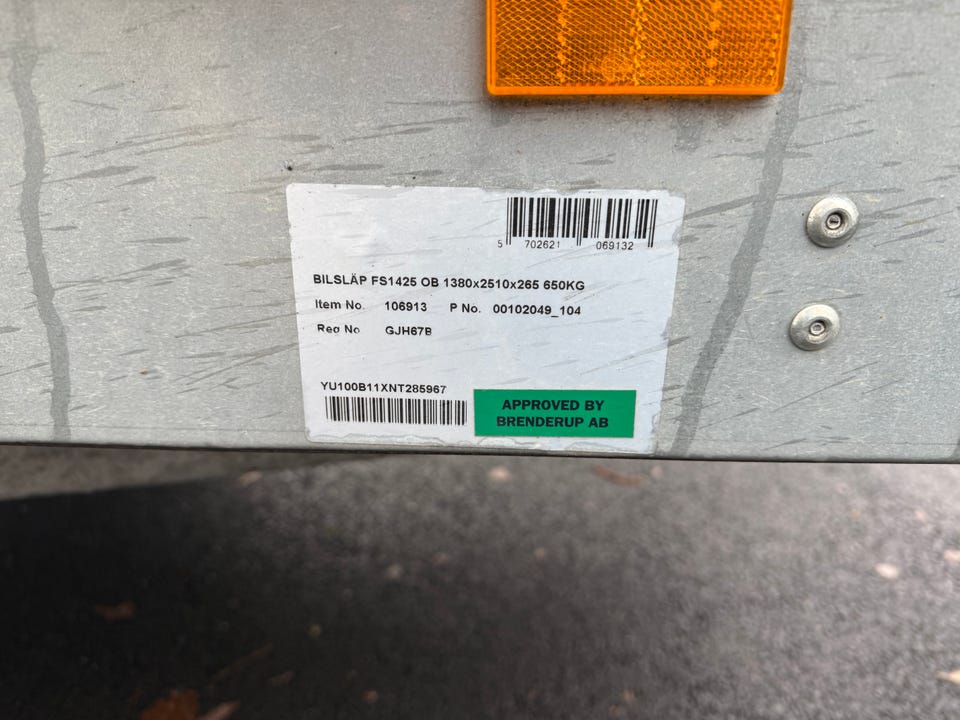 5 702621 069132
BILSLÄP FS1425 OB 1380x2510x265 650KG
Item No. 106913 P No. 00102049_104
Reg No GJH67B
YU100B11XNT285967
APPROVED BY
BRENDERUP AB